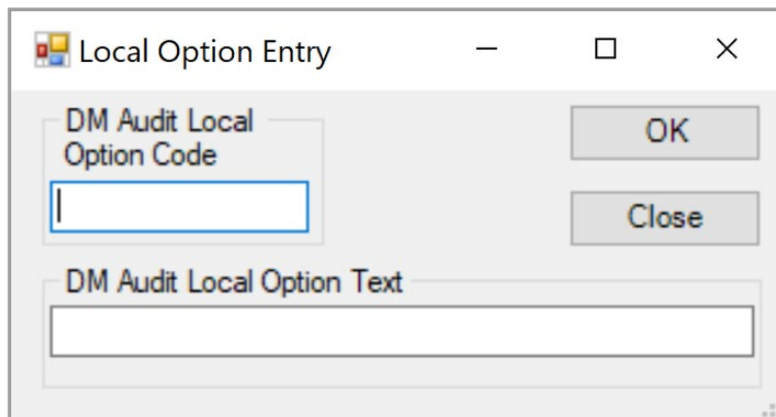 Local Option Entry
DM Audit Local
Option Code
OK
Close
DM Audit Local Option Text